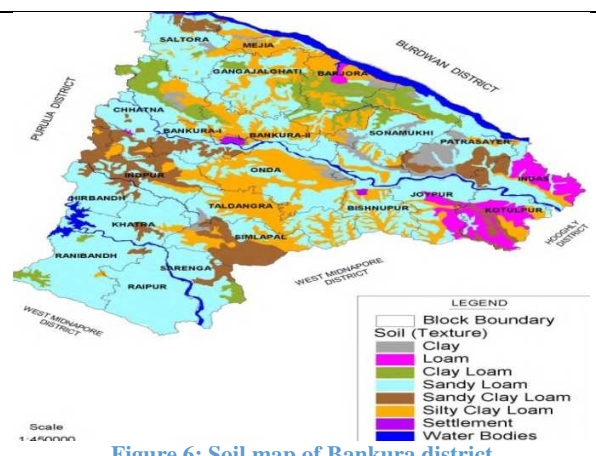 BURDWAN DISTRICT
SALTORA
MEJIA
GANGAJALGHATI
BARJORA
PURULIA DISTRICT
CHHATNA
BANKURA-I
BANKURA-II
SONAMUKHI
PATRASAYER
INDPUR
ONDA
INDAS
HIRBANDH
TALDANGRA
BISHNUPUR
JOYPUR
KOTULPUR
HOOGHLY
DISTRICT
KHATRA
SIMLAPAL
RANIBANDH
SARENGA
RAIPUR
WEST MIDNAPORE DISTRICT
WEST MIDNAPORE
DISTRICT
LEGEND
Block Boundary
Soil (Texture)
Clay
Loam
Clay Loam
Sandy Loam
Sandy Clay Loam
Silty Clay Loam
Settlement
Water Bodies
Scale
1:450000
Figure 6: Soil map of Bankura district